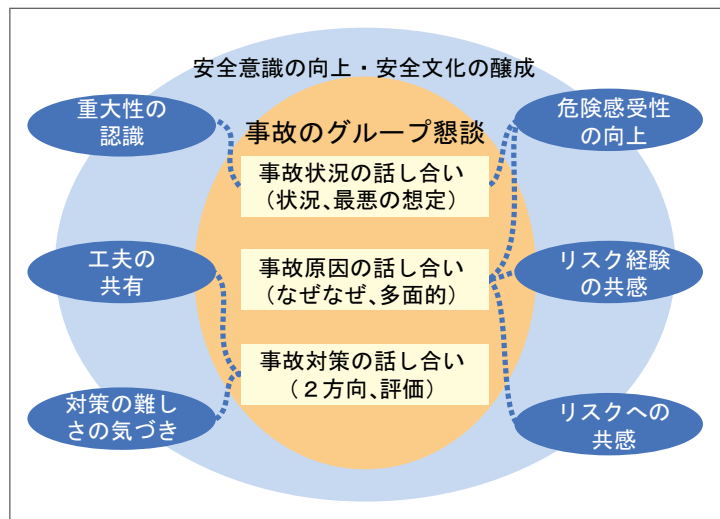 安全意識の向上・安全文化の醸成
重大性の
認識
事故のグループ懇談
危険感受性
の向上
事故状況の話し合い
（状況、最悪の想定）
工夫の
共有
事故原因の話し合い
（なぜなぜ、多面的）
リスク経験
の共感
事故対策の話し合い
（２方向、評価）
対策の難し
さの気づき
リスクへの
共感